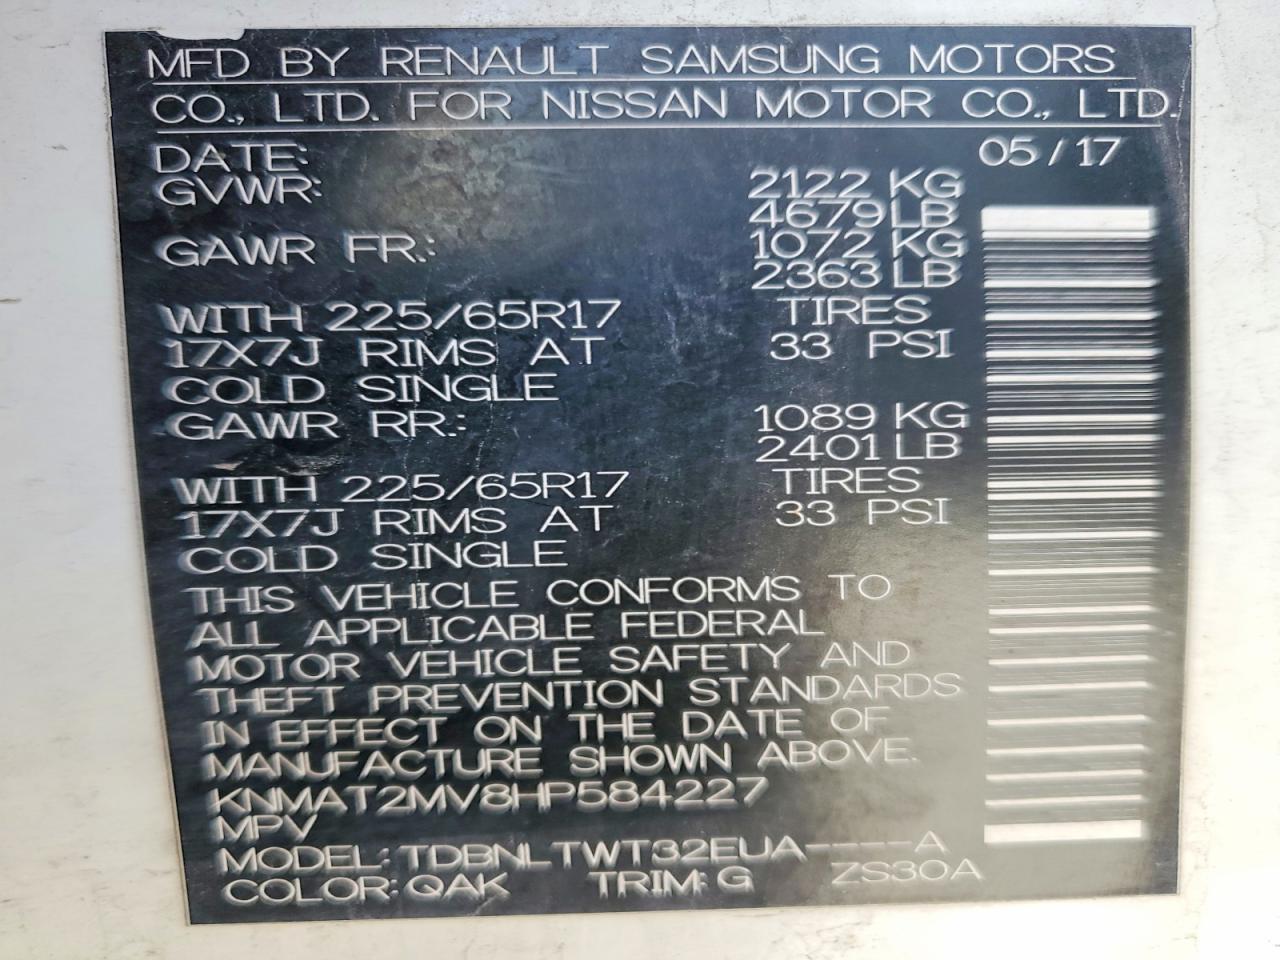 MFD BY RENAULT SAMSUNG MOTORS
CO., LTD. FOR NISSAN MOTOR CO., LTD.
DATE: 05 / 17
GVWR: 2122 KG
4679 LB
GAWR FR.: 1072 KG
2363 LB
WITH 225/65R17 TIRES
17X7J RIMS AT 33 PSI
COLD SINGLE
GAWR RR.: 1089 KG
2401 LB
WITH 225/65R17 TIRES
17X7J RIMS AT 33 PSI
COLD SINGLE
THIS VEHICLE CONFORMS TO
ALL APPLICABLE FEDERAL
MOTOR VEHICLE SAFETY AND
THEFT PREVENTION STANDARDS
IN EFFECT ON THE DATE OF
MANUFACTURE SHOWN ABOVE.
KNMAT2MV8HP584227
MPV
MODEL: TDBNLTWT32EUA----A
COLOR: QAK TRIM: G ZS30A